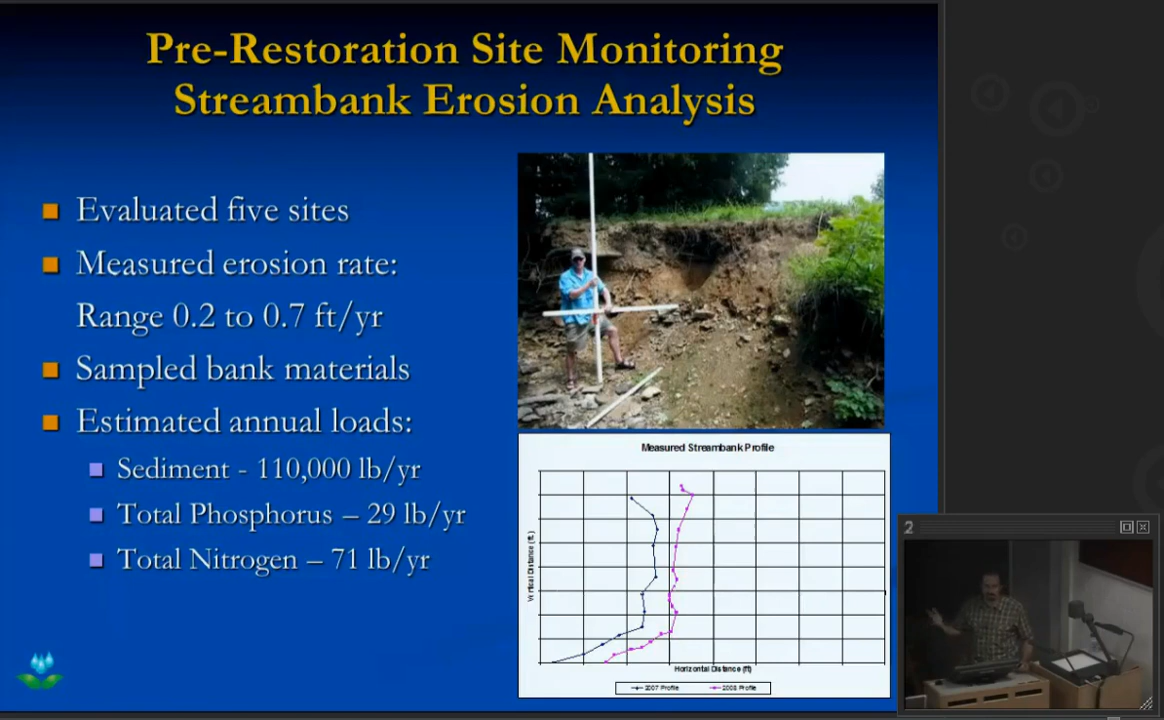 Pre-Restoration Site Monitoring
Streambank Erosion Analysis
Evaluated five sites
Measured erosion rate:
Range 0.2 to 0.7 ft/yr
Sampled bank materials
Estimated annual loads:
Sediment - 110,000 lb/yr
Total Phosphorus – 29 lb/yr
Total Nitrogen – 71 lb/yr
Measured Streambank Profile
Vertical Distance (ft)
Horizontal Distance (ft)
2007 Profile
2008 Profile
2